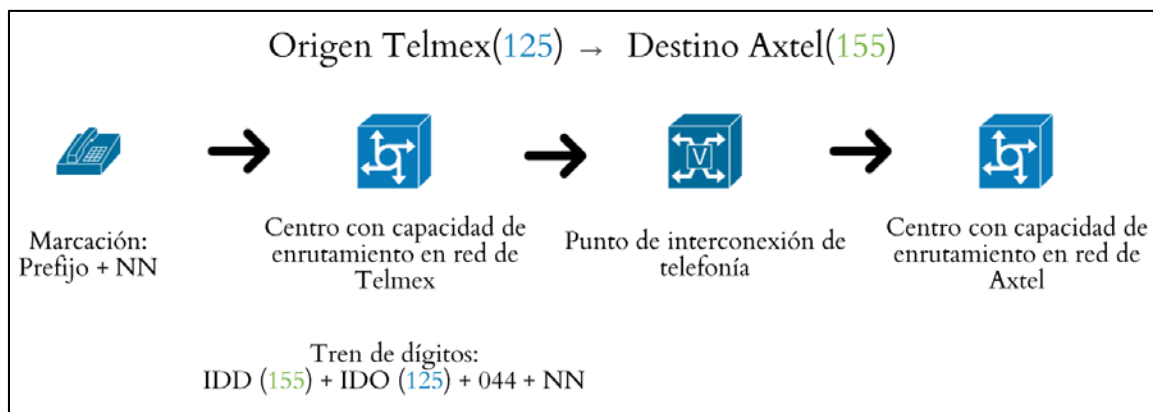 Origen Telmex(125) → Destino Axtel(155)
V
Marcación:
Prefijo + NN
Centro con capacidad de
enrutamiento en red de
Telmex
Punto de interconexión de
telefonía
Centro con capacidad de
enrutamiento en red de
Axtel
Tren de dígitos:
IDD (155) + IDO (125) + 044 + NN